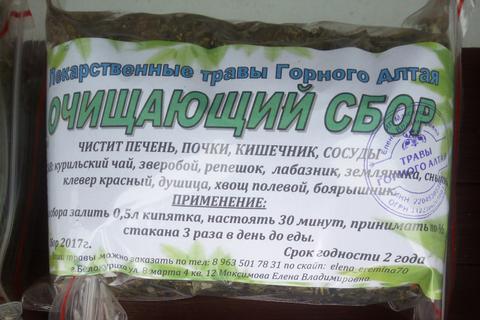 Лекарственные травы Горного Алтая
ОЧИЩАЮЩИЙ СБОР
ЧИСТИТ ПЕЧЕНЬ, ПОЧКИ, КИШЕЧНИК, СОСУДЫ
курильский чай, зверобой, репешок, лабазник, земляника,
клевер красный, душица, хвощ полевой, боярышник.
ПРИМЕНЕНИЕ:
сбора залить 0,5л кипятка, настоять 30 минут, принимать по
стакана 3 раза в день до еды.
2017г.
Срок годности 2 года
травы можно заказать по тел: 8 963 501 78 31 по скайп: elena_eremina70
г.Белокуриха ул. 8 марта 4 кв. 12 Максимова Елена Владимировна.
ТРАВЫ
ГОРНОГО АЛТАЯ